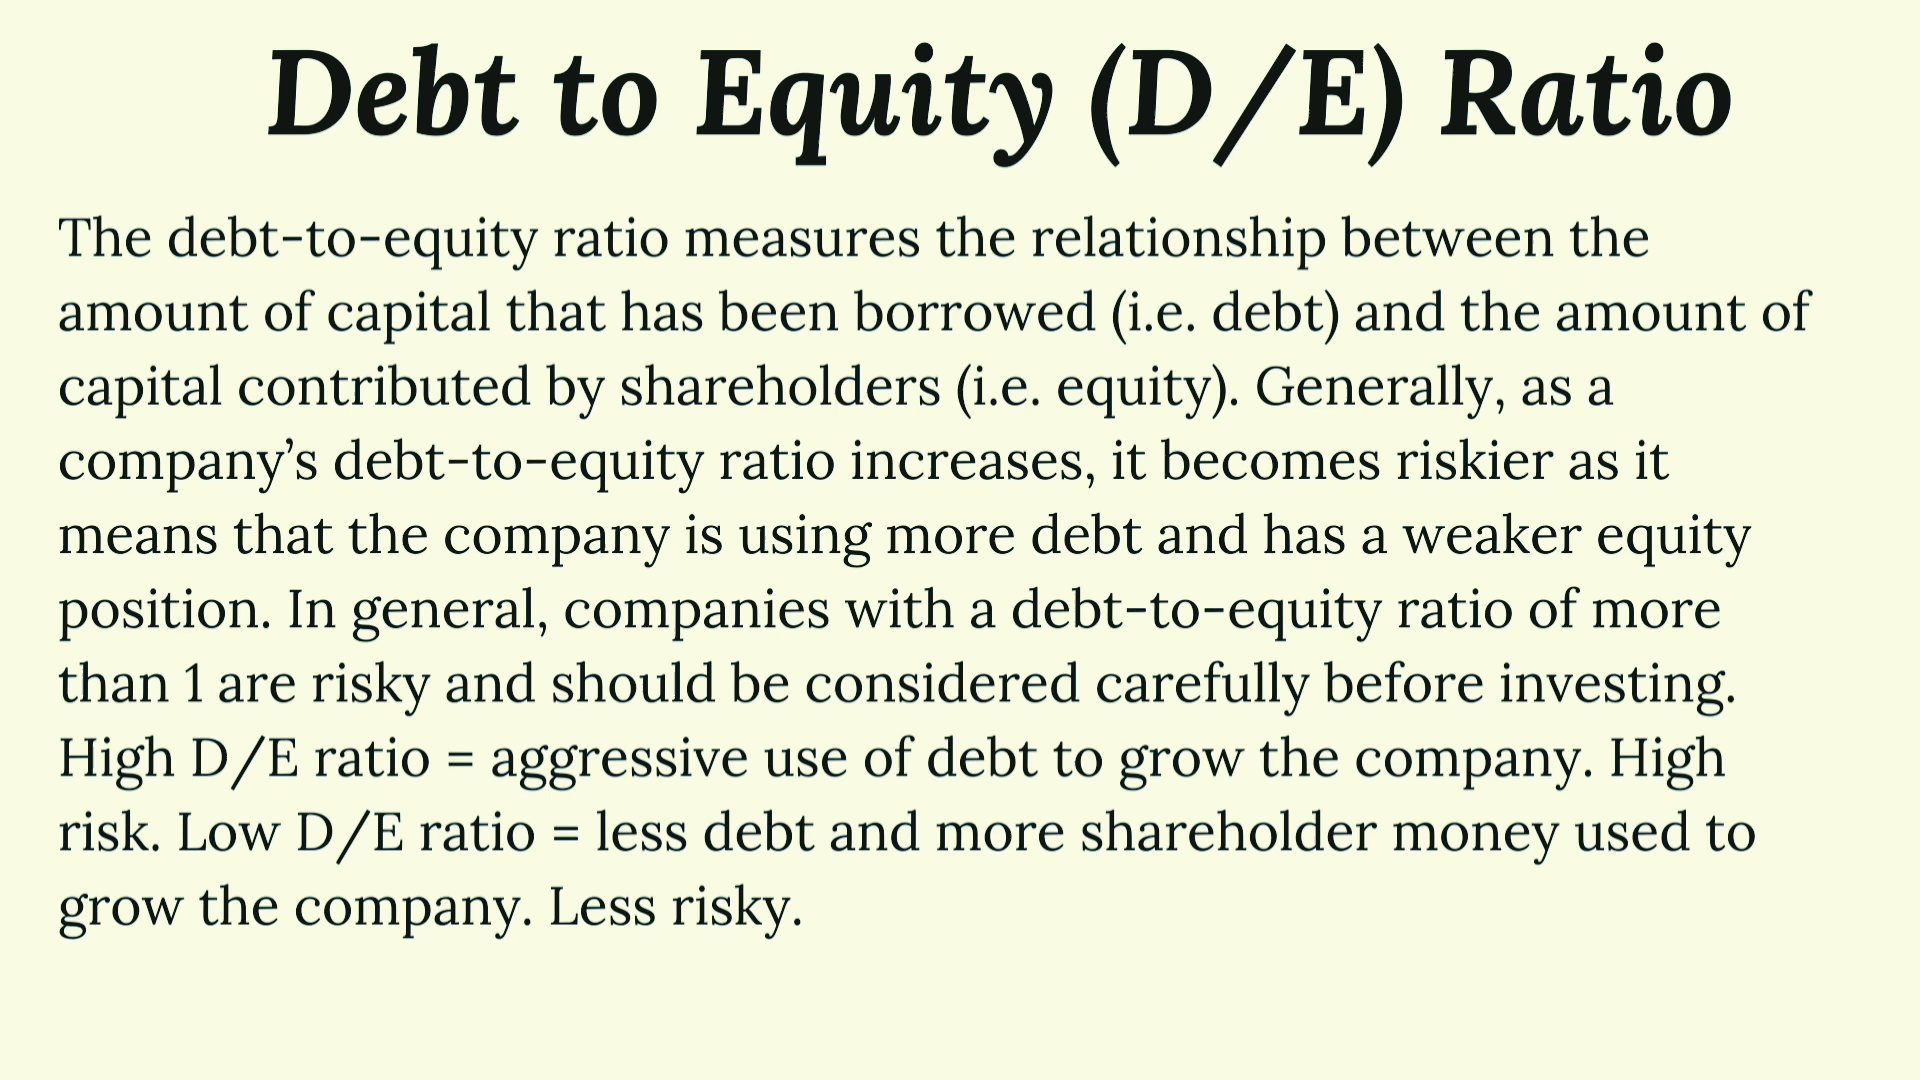 Debt to Equity (D/E) Ratio
The debt-to-equity ratio measures the relationship between the
amount of capital that has been borrowed (i.e. debt) and the amount of
capital contributed by shareholders (i.e. equity). Generally, as a
company’s debt-to-equity ratio increases, it becomes riskier as it
means that the company is using more debt and has a weaker equity
position. In general, companies with a debt-to-equity ratio of more
than 1 are risky and should be considered carefully before investing.
High D/E ratio = aggressive use of debt to grow the company. High
risk. Low D/E ratio = less debt and more shareholder money used to
grow the company. Less risky.